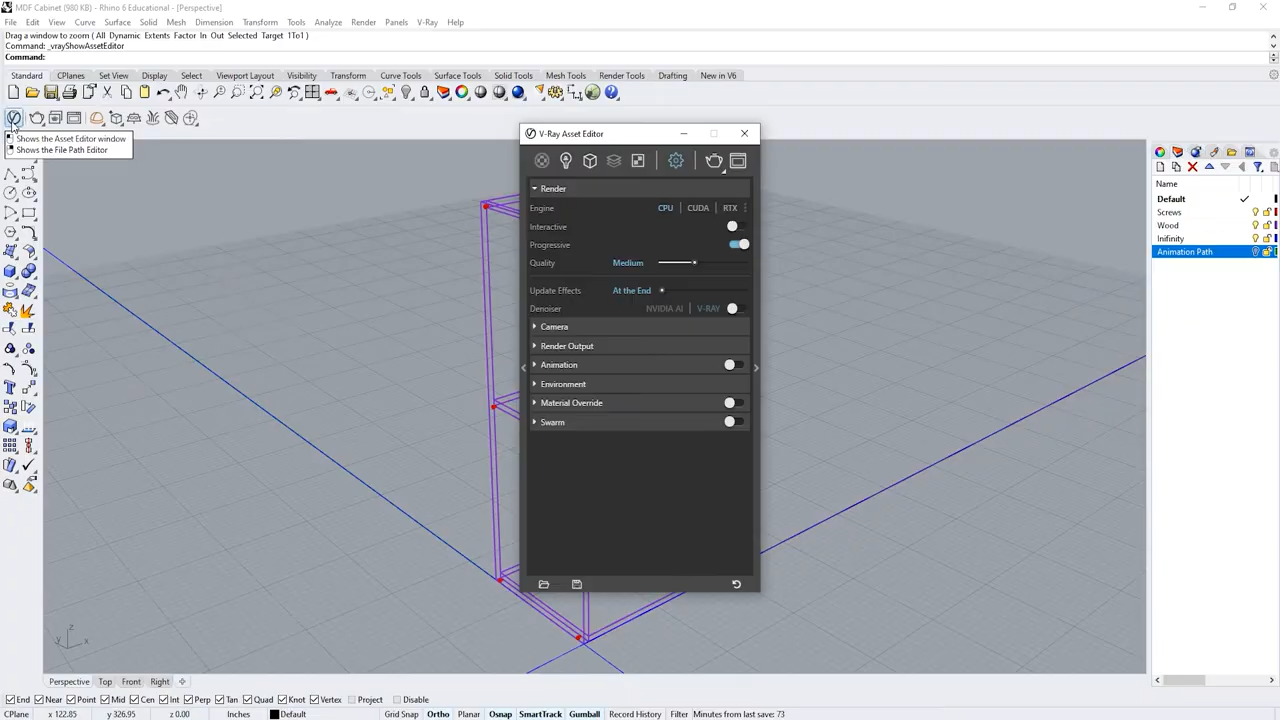 MDF Cabinet (980 KB) - Rhino 6 Educational - [Perspective]
File Edit View Curve Surface Solid Mesh Dimension Transform Tools Analyze Render Panels V-Ray Help
Drag a window to zoom ( All Dynamic Extents Factor In Out Selected Target 1To1 )
Command: _vrayShowAssetEditor
Command:
Standard CPlanes Set View Display Select Viewport Layout Visibility Transform Curve Tools Surface Tools Solid Tools Mesh Tools Render Tools Drafting New in V6
Shows the Asset Editor window
Shows the File Path Editor
V-Ray Asset Editor
Render
Engine CPU | CUDA | RTX
Interactive
Progressive
Quality Medium
Update Effects At the End
Denoiser NVIDIA AI | V-RAY
Camera
Render Output
Animation
Environment
Material Override
Swarm
Name
Default
Screws
Wood
Inifinity
Animation Path
z
y x
Perspective Top Front Right
End Near Point Mid Cen Int Perp Tan Quad Knot Vertex Project Disable
CPlane x 122.85 y 326.95 z 0.00 Inches Default Grid Snap Ortho Planar Osnap SmartTrack Gumball Record History Filter Minutes from last save: 73